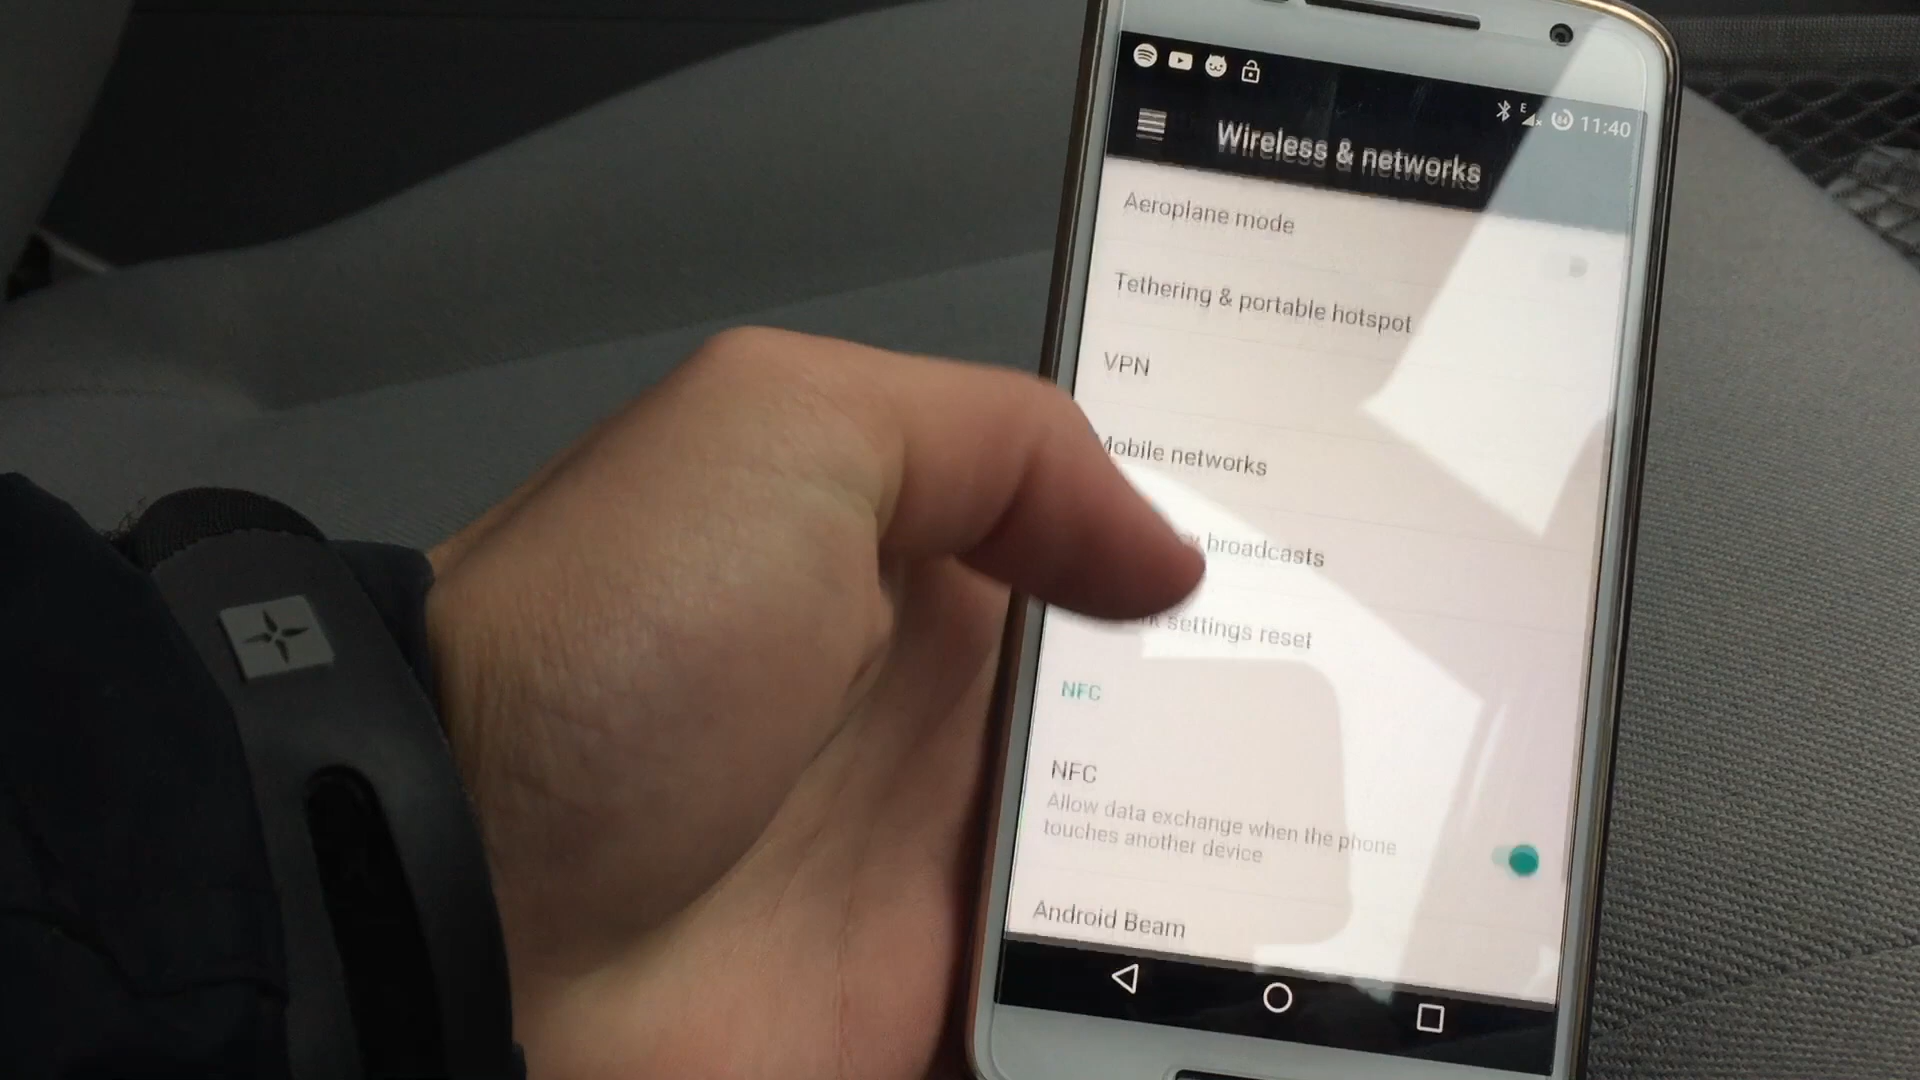 E
11:40
Wireless & networks
Aeroplane mode
Tethering & portable hotspot
VPN
Mobile networks
broadcasts
settings reset
NFC
NFC
Allow data exchange when the phone
touches another device
Android Beam